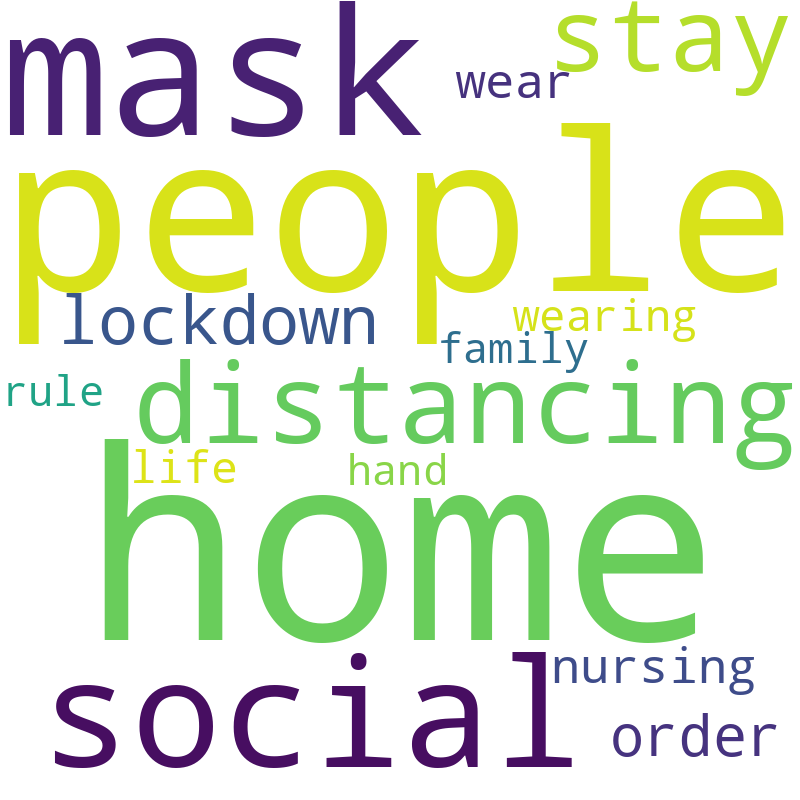 mask
stay
wear
people
lockdown
wearing
family
rule
distancing
life
hand
home
social
nursing
order